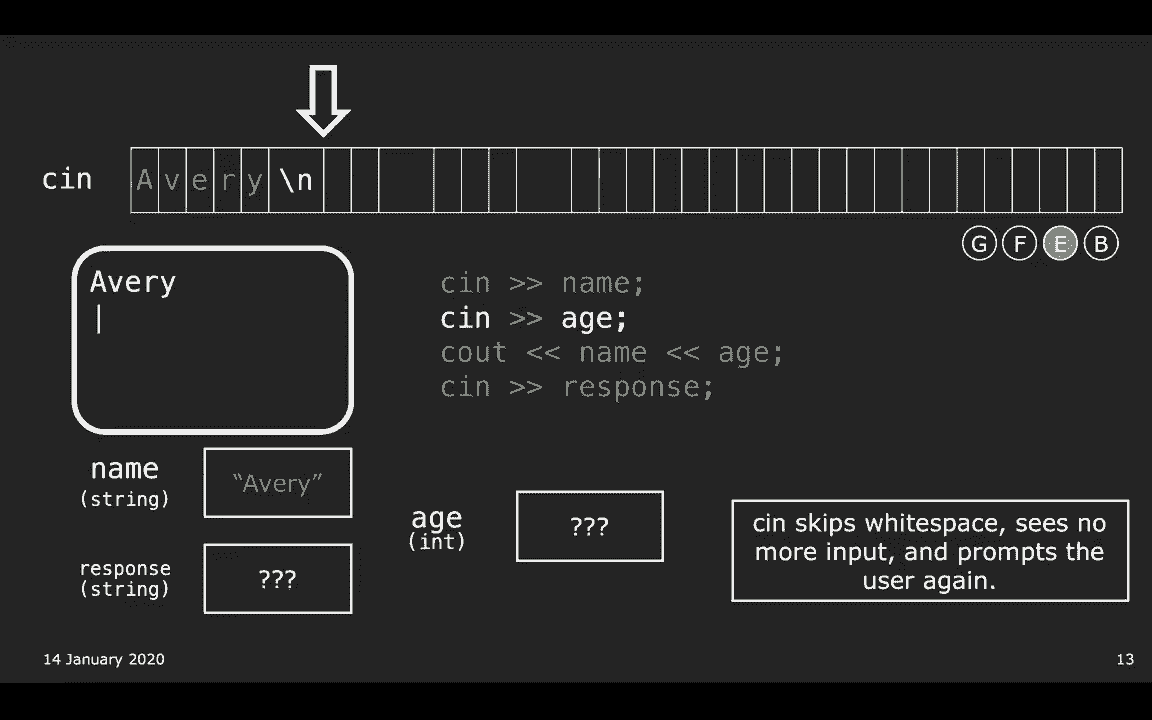 cin A v e r y \n
G F E B
Avery
cin >> name;
cin >> age;
cout << name << age;
cin >> response;
name
(string)
“Avery”
age
(int)
???
response
(string)
???
cin skips whitespace, sees no
more input, and prompts the
user again.
14 January 2020
13